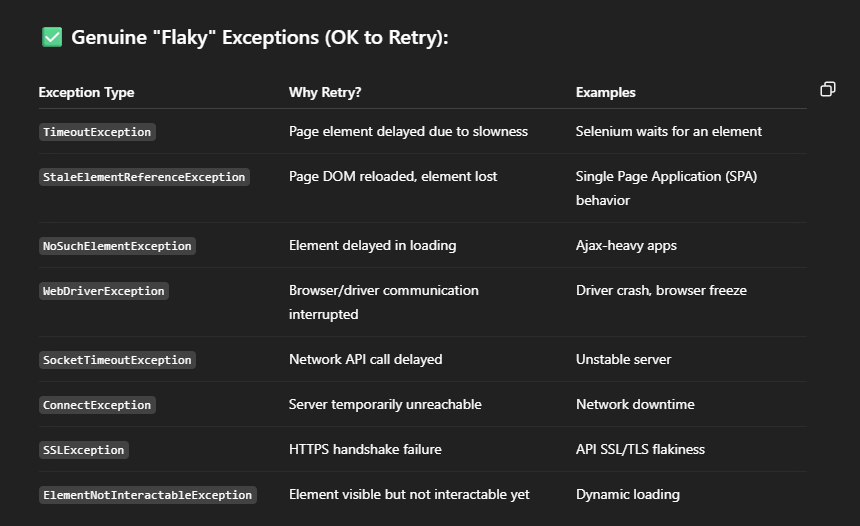 ✅ Genuine "Flaky" Exceptions (OK to Retry):
Exception Type Why Retry? Examples
TimeoutException Page element delayed due to slowness Selenium waits for an element
StaleElementReferenceException Page DOM reloaded, element lost Single Page Application (SPA)
behavior
NoSuchElementException Element delayed in loading Ajax-heavy apps
WebDriverException Browser/driver communication Driver crash, browser freeze
interrupted
SocketTimeoutException Network API call delayed Unstable server
ConnectException Server temporarily unreachable Network downtime
SSLException HTTPS handshake failure API SSL/TLS flakiness
ElementNotInteractableException Element visible but not interactable yet Dynamic loading